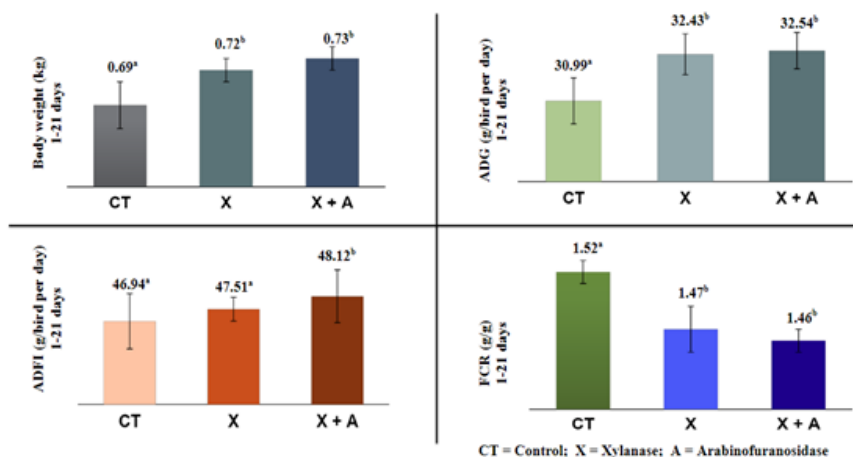 Body weight (kg)
1-21 days
0.69ᵃ
0.72ᵇ
0.73ᵇ
CT
X
X + A
ADG (g/bird per day)
1-21 days
30.99ᵃ
32.43ᵇ
32.54ᵇ
CT
X
X + A
ADFI (g/bird per day)
1-21 days
46.94ᵃ
47.51ᵃ
48.12ᵇ
CT
X
X + A
FCR (g/g)
1-21 days
1.52ᵃ
1.47ᵇ
1.46ᵇ
CT
X
X + A
CT = Control; X = Xylanase; A = Arabinofuranosidase